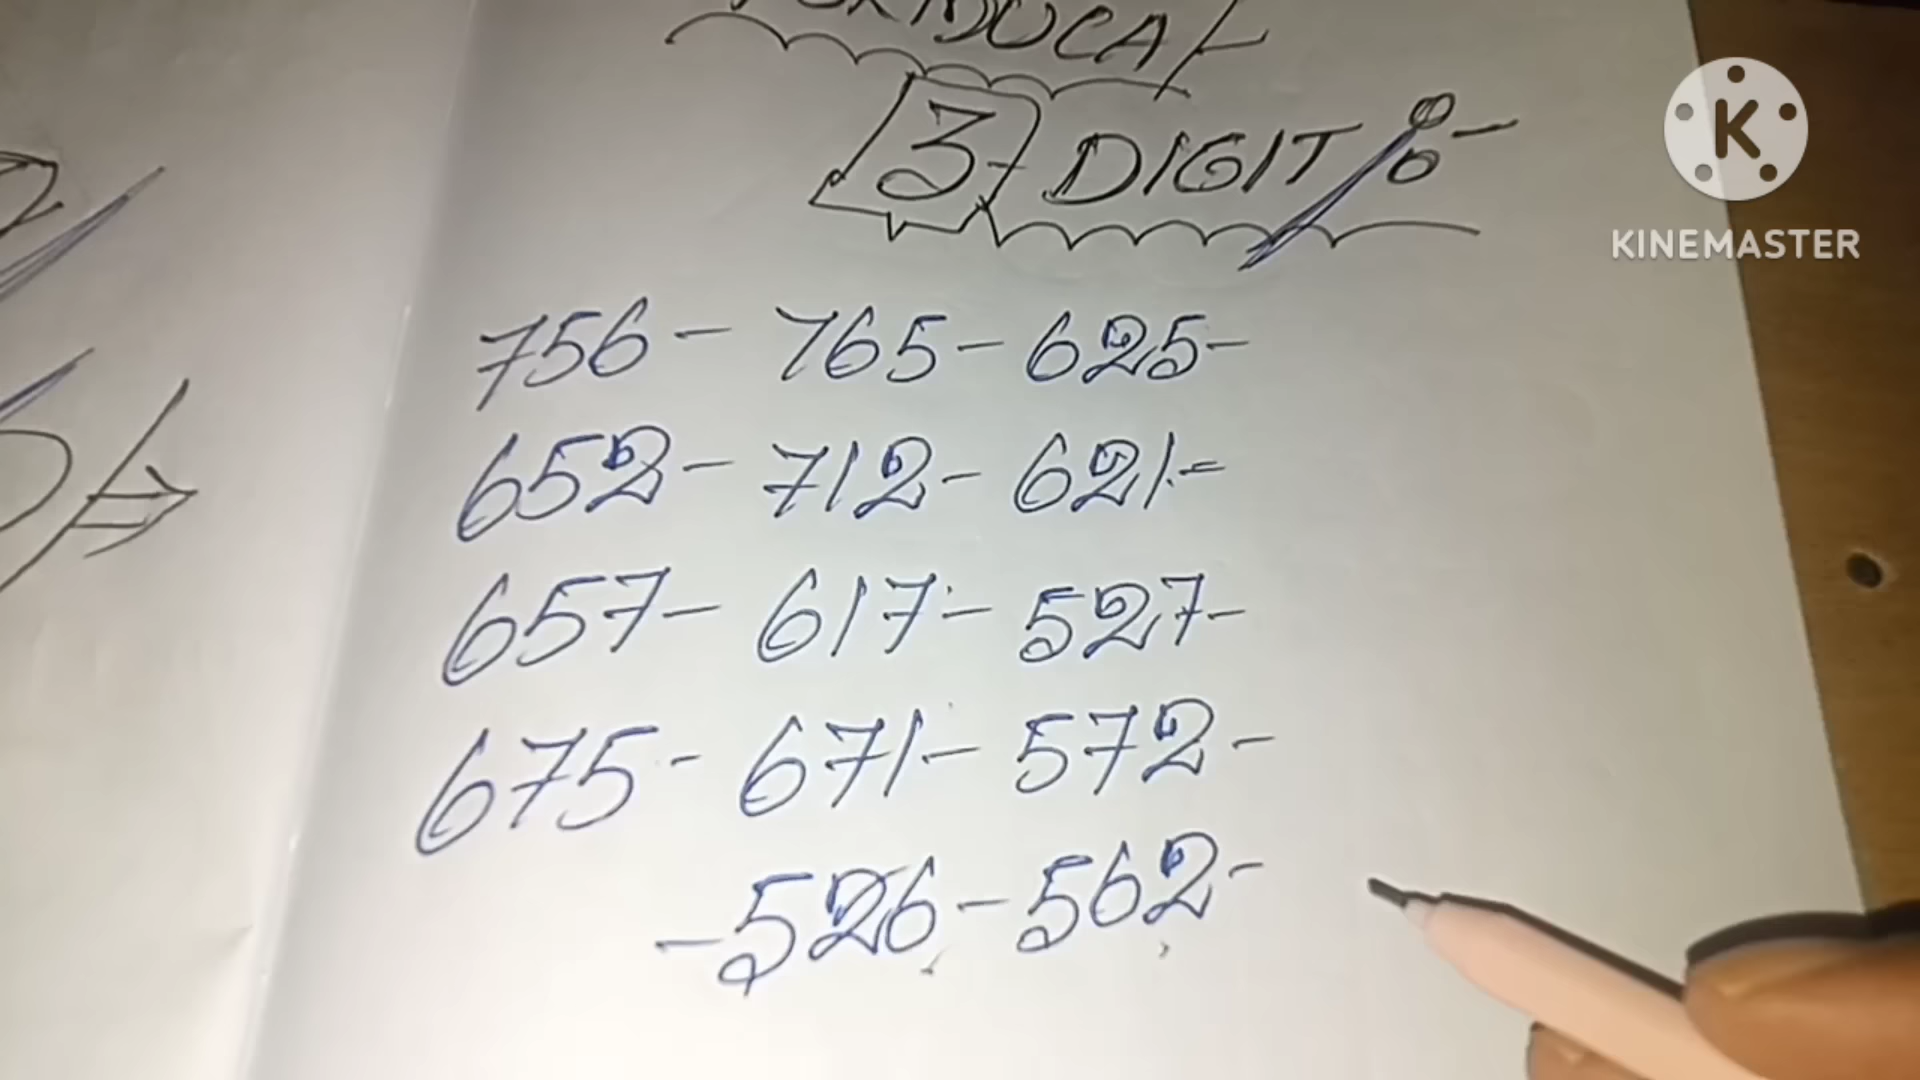 3 DIGIT
756 - 765 - 625 -
652 - 712 - 621 =
657 - 617 - 527 -
675 - 671 - 572 -
- 526 - 562 -
K
KINEMASTER